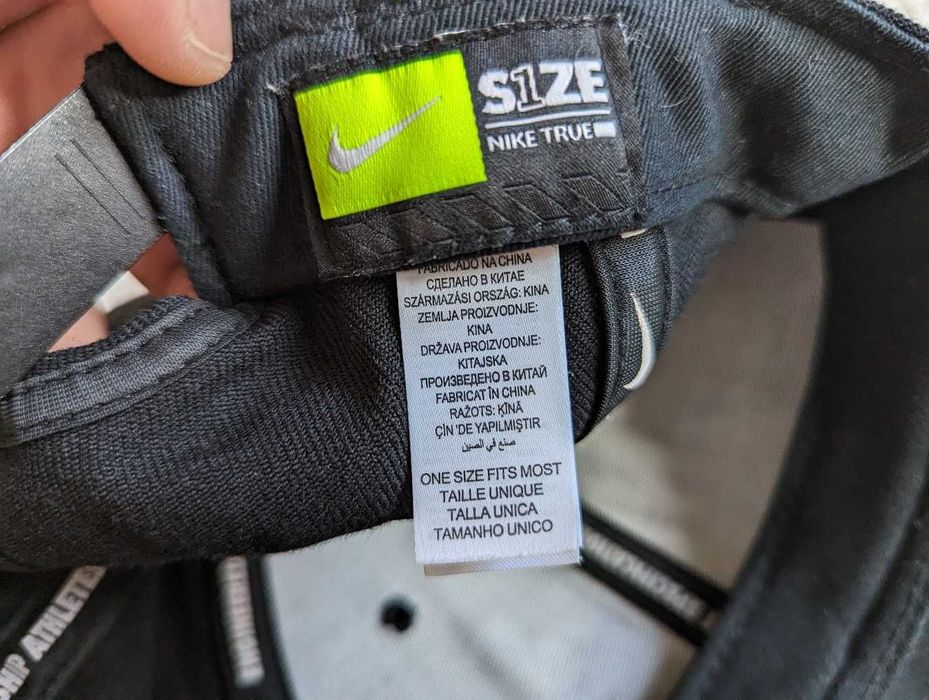 S1ZE
NIKE TRUE
FABRICADO NA CHINA
СДЕЛАНО В КИТАЕ
SZÁRMAZÁSI ORSZÁG: KINA
ZEMLJA PROIZVODNJE:
KINA
DRŽAVA PROIZVODNJE:
KITAJSKA
ПРОИЗВЕДЕНО В КИТАЙ
FABRICAT ÎN CHINA
RAŽOTS: ĶĪNĀ
ÇİN 'DE YAPILMIŞTIR
صنع في الصين
ONE SIZE FITS MOST
TAILLE UNIQUE
TALLA UNICA
TAMANHO UNICO
ATHLET